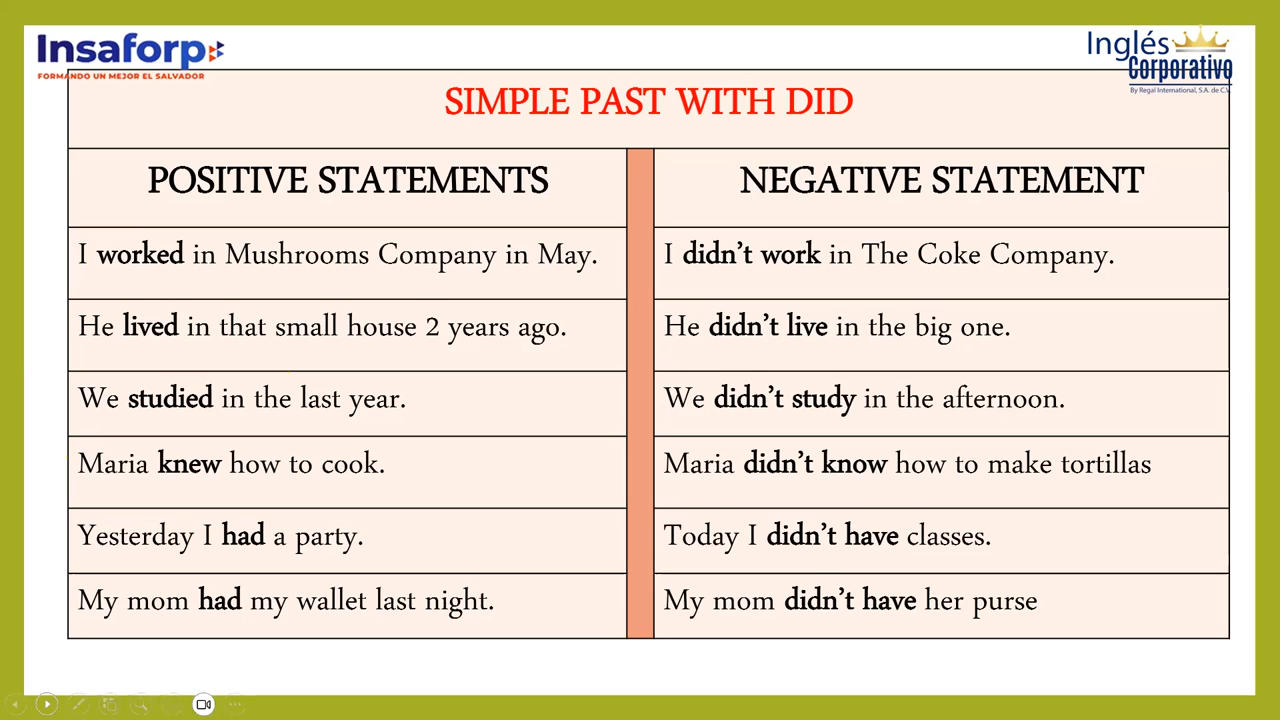 Insaforp
FORMANDO UN MEJOR EL SALVADOR
Inglés
Corporativo
By Regal International, S.A. de C.V.
SIMPLE PAST WITH DID
POSITIVE STATEMENTS
NEGATIVE STATEMENT
I worked in Mushrooms Company in May.
I didn't work in The Coke Company.
He lived in that small house 2 years ago.
He didn't live in the big one.
We studied in the last year.
We didn't study in the afternoon.
Maria knew how to cook.
Maria didn't know how to make tortillas
Yesterday I had a party.
Today I didn't have classes.
My mom had my wallet last night.
My mom didn't have her purse